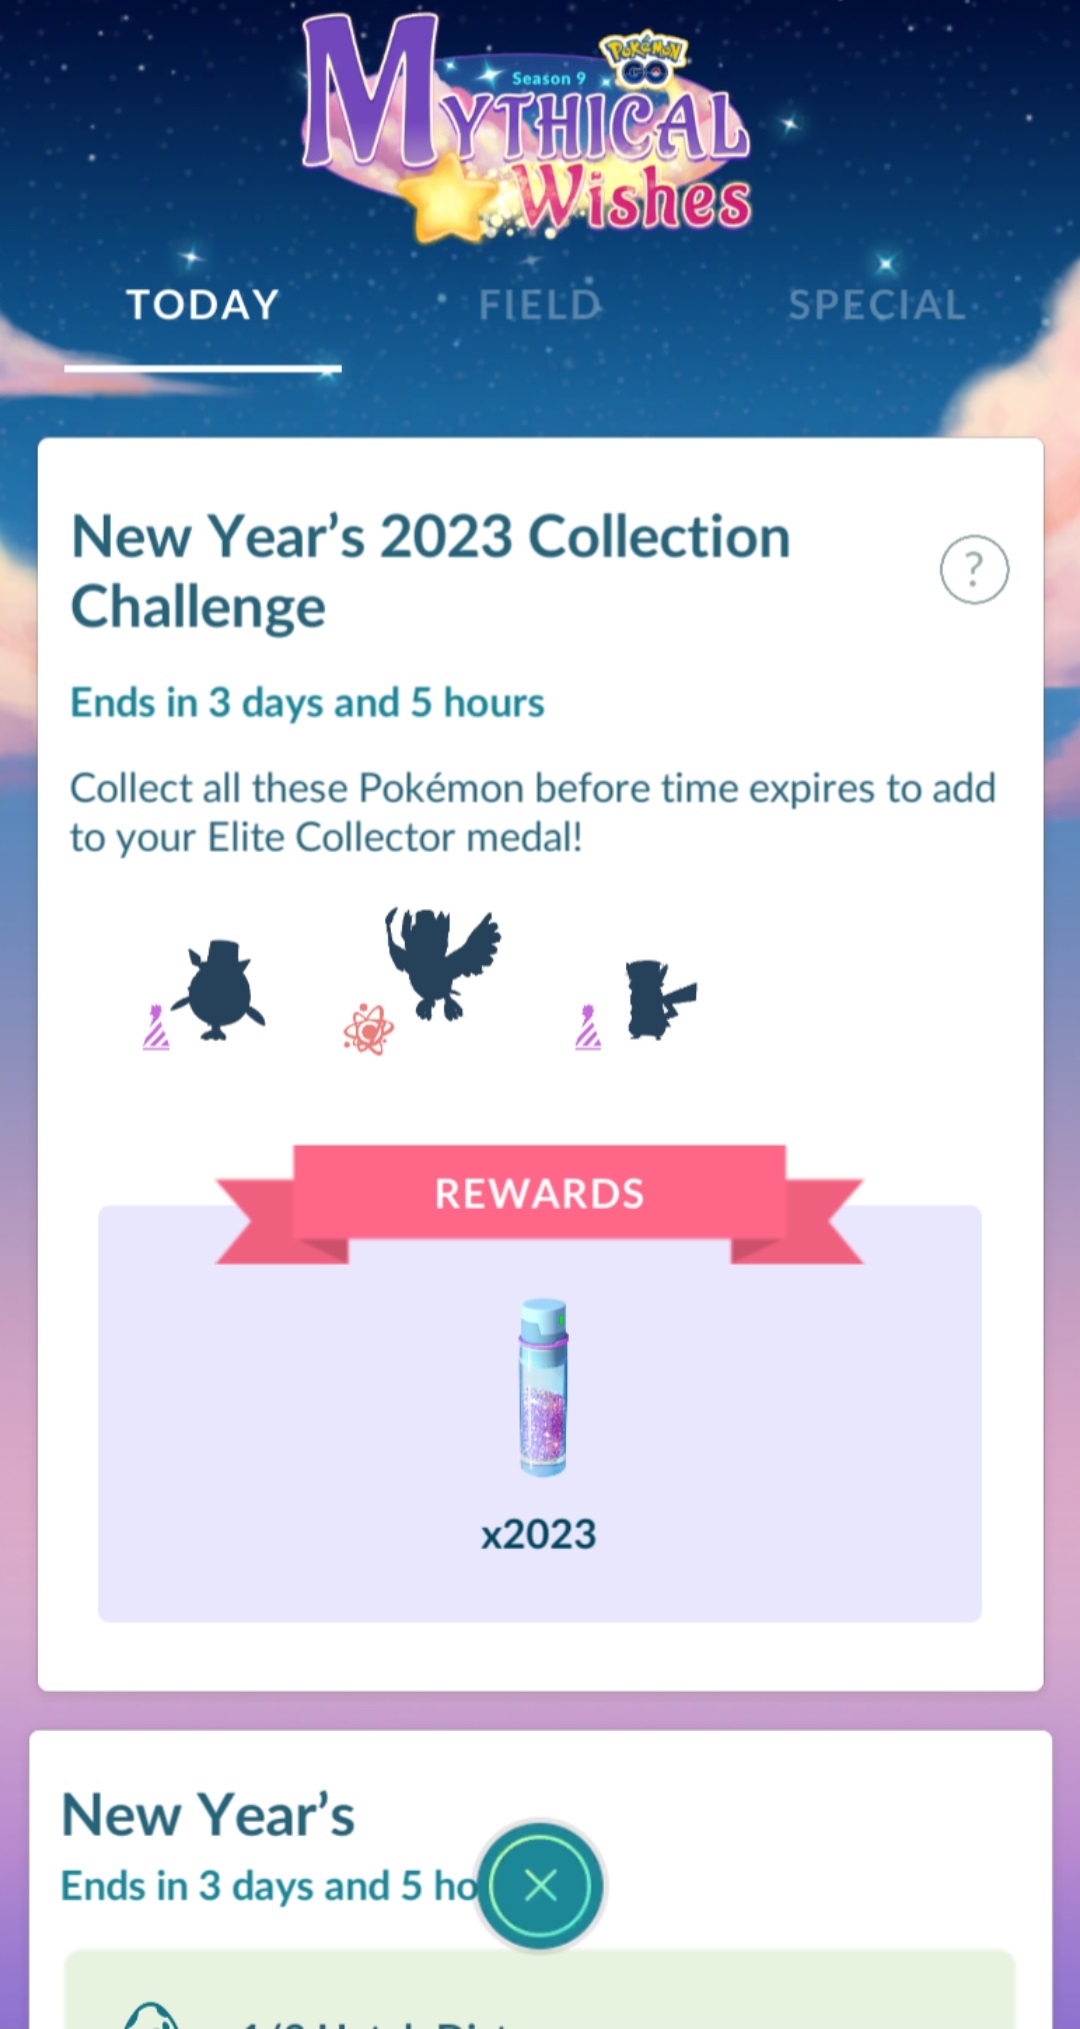 Pokémon GO
Season 9
Mythical
Wishes
TODAY FIELD SPECIAL
New Year’s 2023 Collection
Challenge
?
Ends in 3 days and 5 hours
Collect all these Pokémon before time expires to add
to your Elite Collector medal!
REWARDS
x2023
New Year’s
Ends in 3 days and 5 ho